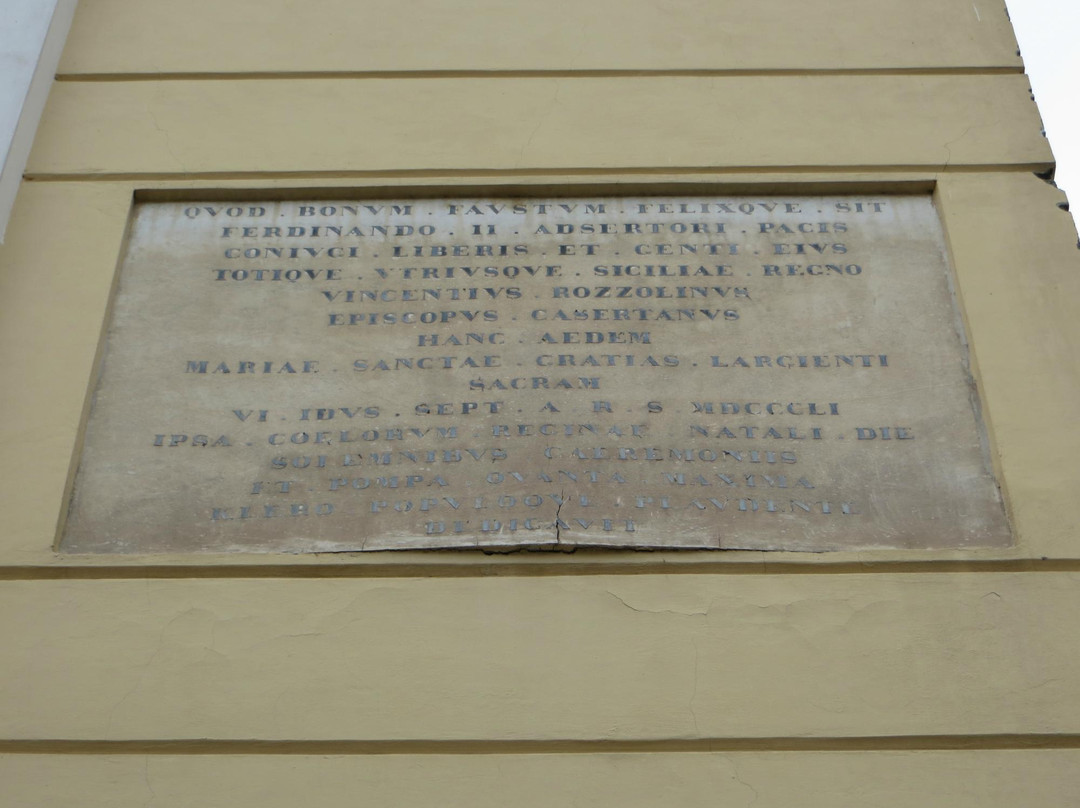 QVOD . BONVM . FAVSTVM . FELIXQVE . SIT
FERDINANDO . II . ADSERTORI . PACIS
CONIVGI . LIBERIS . ET . GENTI . EIVS
TOTIQVE . VTRIVSQVE . SICILIAE . REGNO
VINCENTIVS . ROZZOLINVS
EPISCOPVS . CASERTANVS
HANC . AEDEM
MARIAE . SANCTAE . GRATIAS . LARGIENTI
SACRAM
VI . IDVS . SEPT . A . R . S . MDCCCLI
IPSA . COELORVM . REGINAE . NATALI . DIE
SOLEMNIBVS CAEREMONIIS
ET . POMPA QVANTA MAXIMA
KLERO POPVLOQVE PLAVDENTE
DEDICAVIT